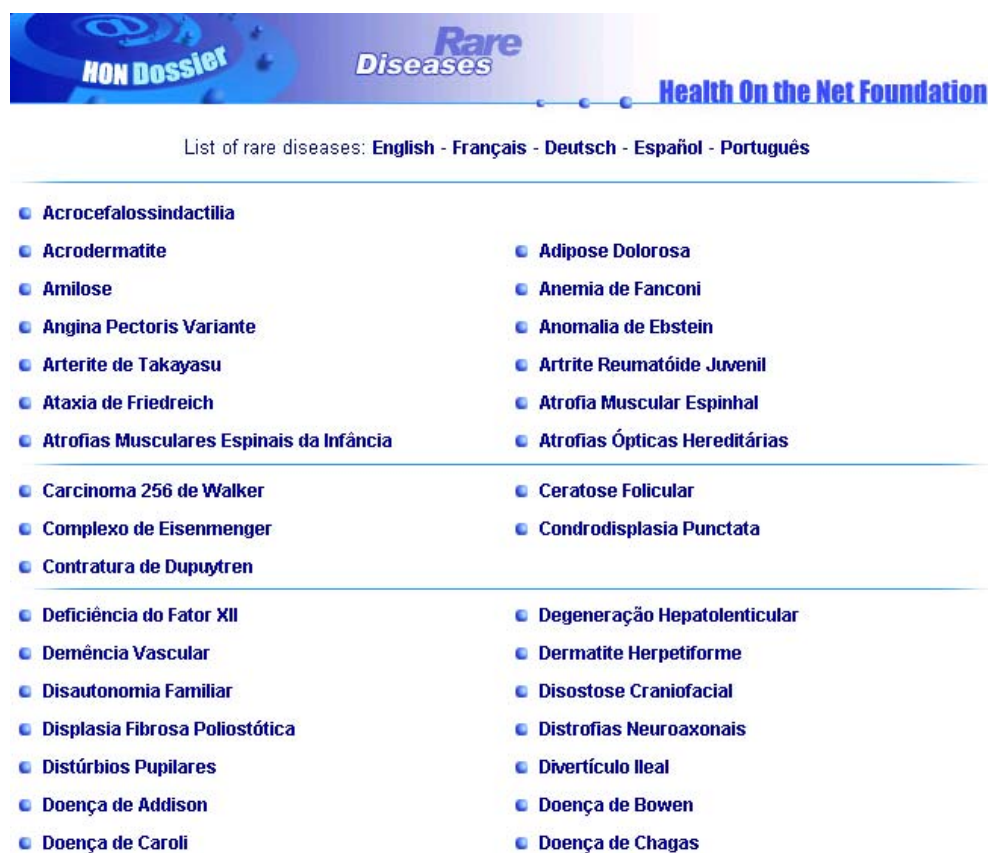 HON Dossier
Rare
Diseases
Health On the Net Foundation
List of rare diseases: English - Français - Deutsch - Español - Português
Acrocefalossindactilia
Acrodermatite Adipose Dolorosa
Amilose Anemia de Fanconi
Angina Pectoris Variante Anomalia de Ebstein
Arterite de Takayasu Artrite Reumatóide Juvenil
Ataxia de Friedreich Atrofia Muscular Espinhal
Atrofias Musculares Espinais da Infância Atrofias Ópticas Hereditárias
Carcinoma 256 de Walker Ceratose Folicular
Complexo de Eisenmenger Condrodisplasia Punctata
Contratura de Dupuytren
Deficiência do Fator XII Degeneração Hepatolenticular
Demência Vascular Dermatite Herpetiforme
Disautonomia Familiar Disostose Craniofacial
Displasia Fibrosa Poliostótica Distrofias Neuroaxonais
Distúrbios Pupilares Divertículo Ileal
Doença de Addison Doença de Bowen
Doença de Caroli Doença de Chagas